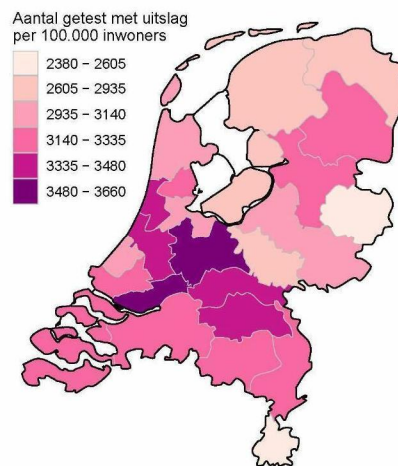 Aantal getest met uitslag
per 100.000 inwoners
2380 – 2605
2605 – 2935
2935 – 3140
3140 – 3335
3335 – 3480
3480 – 3660